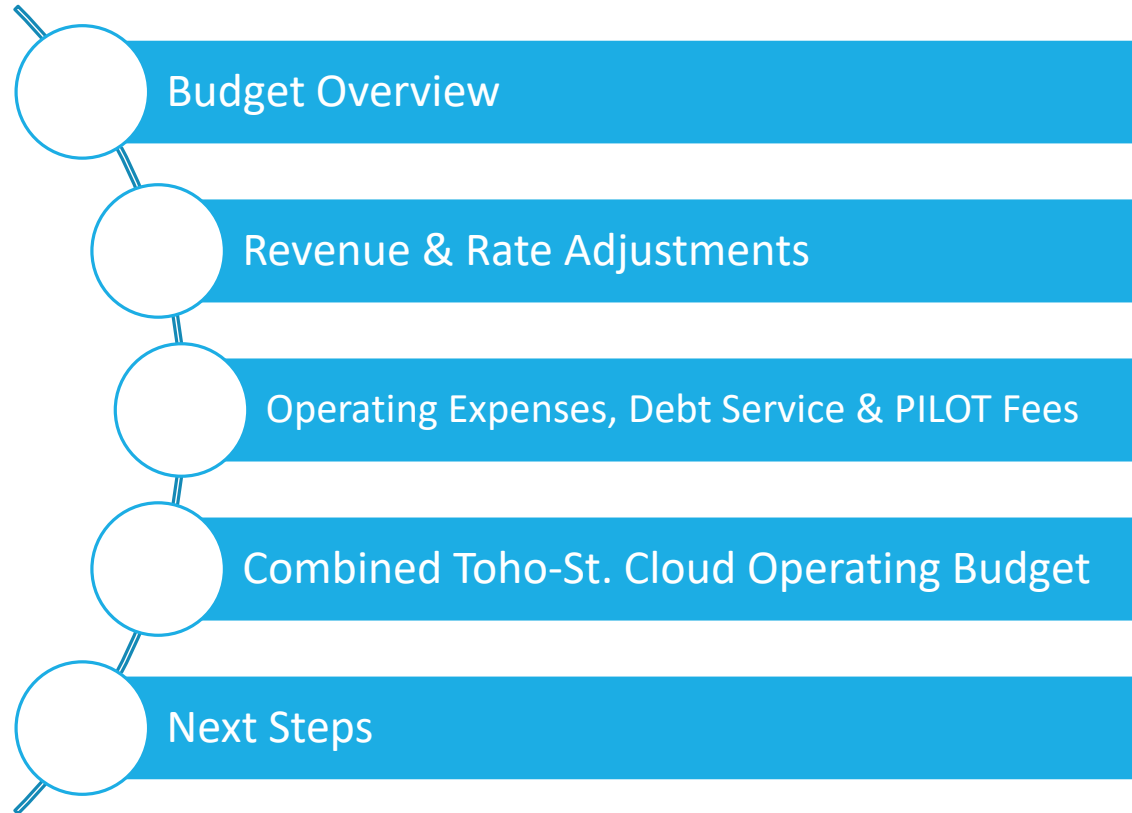 Budget Overview
Revenue & Rate Adjustments
Operating Expenses, Debt Service & PILOT Fees
Combined Toho-St. Cloud Operating Budget
Next Steps